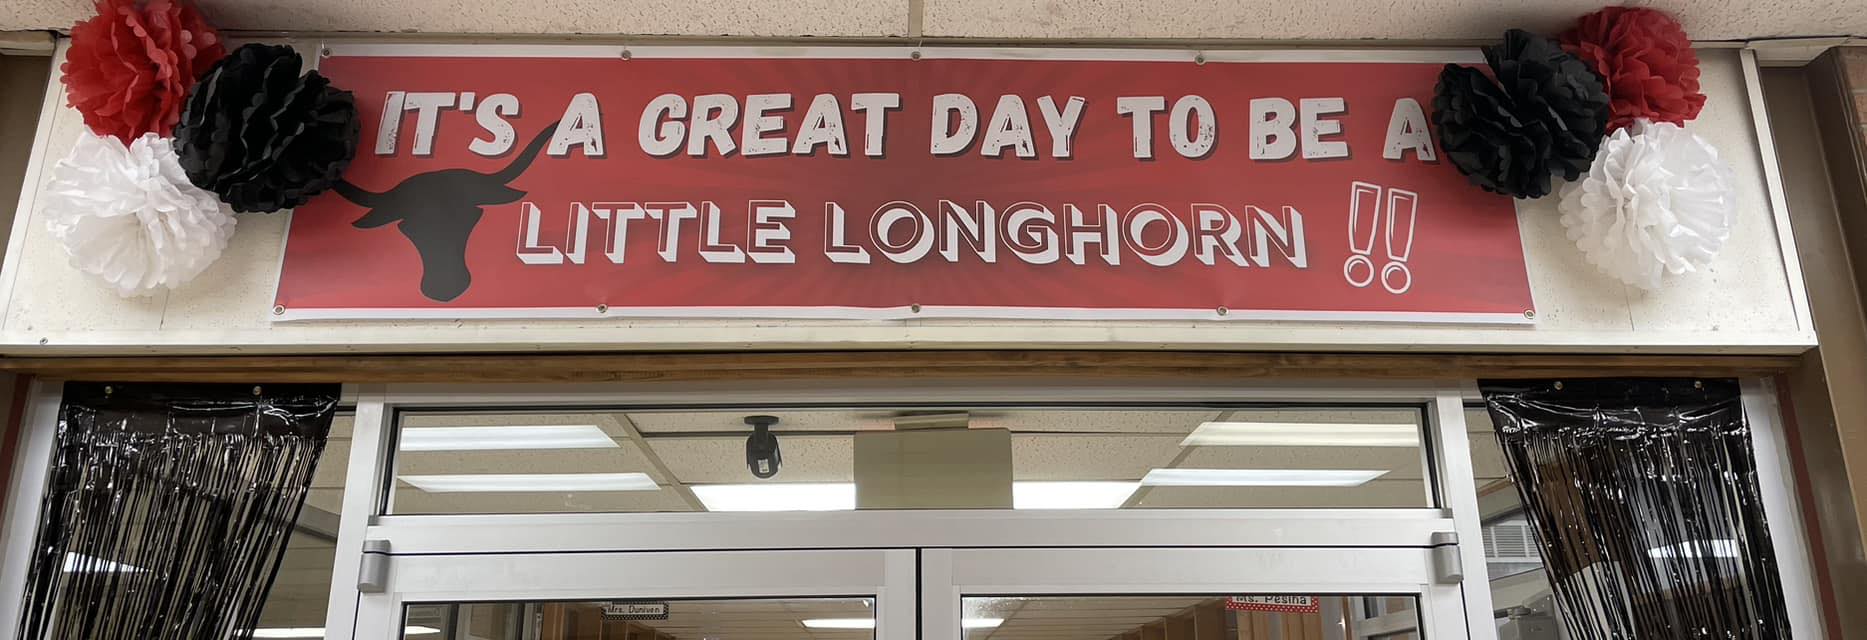 IT'S A GREAT DAY TO BE A
LITTLE LONGHORN !!
Mrs. Duniven
Ms. Pesina